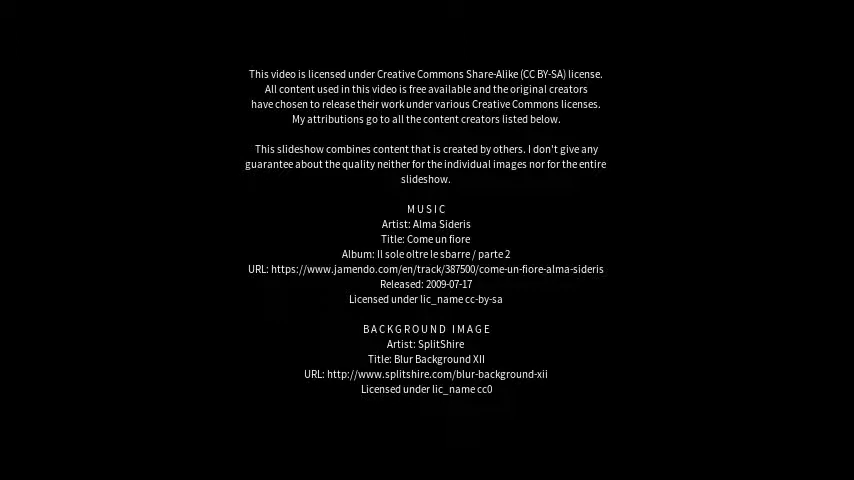 This video is licensed under Creative Commons Share-Alike (CC BY-SA) license.
All content used in this video is free available and the original creators
have chosen to release their work under various Creative Commons licenses.
My attributions go to all the content creators listed below.
This slideshow combines content that is created by others. I don't give any
guarantee about the quality neither for the individual images nor for the entire
slideshow.
MUSIC
Artist: Alma Sideris
Title: Come un fiore
Album: Il sole oltre le sbarre / parte 2
URL: https://www.jamendo.com/en/track/387500/come-un-fiore-alma-sideris
Released: 2009-07-17
Licensed under lic_name cc-by-sa
BACKGROUND IMAGE
Artist: SplitShire
Title: Blur Background XII
URL: http://www.splitshire.com/blur-background-xii
Licensed under lic_name cc0